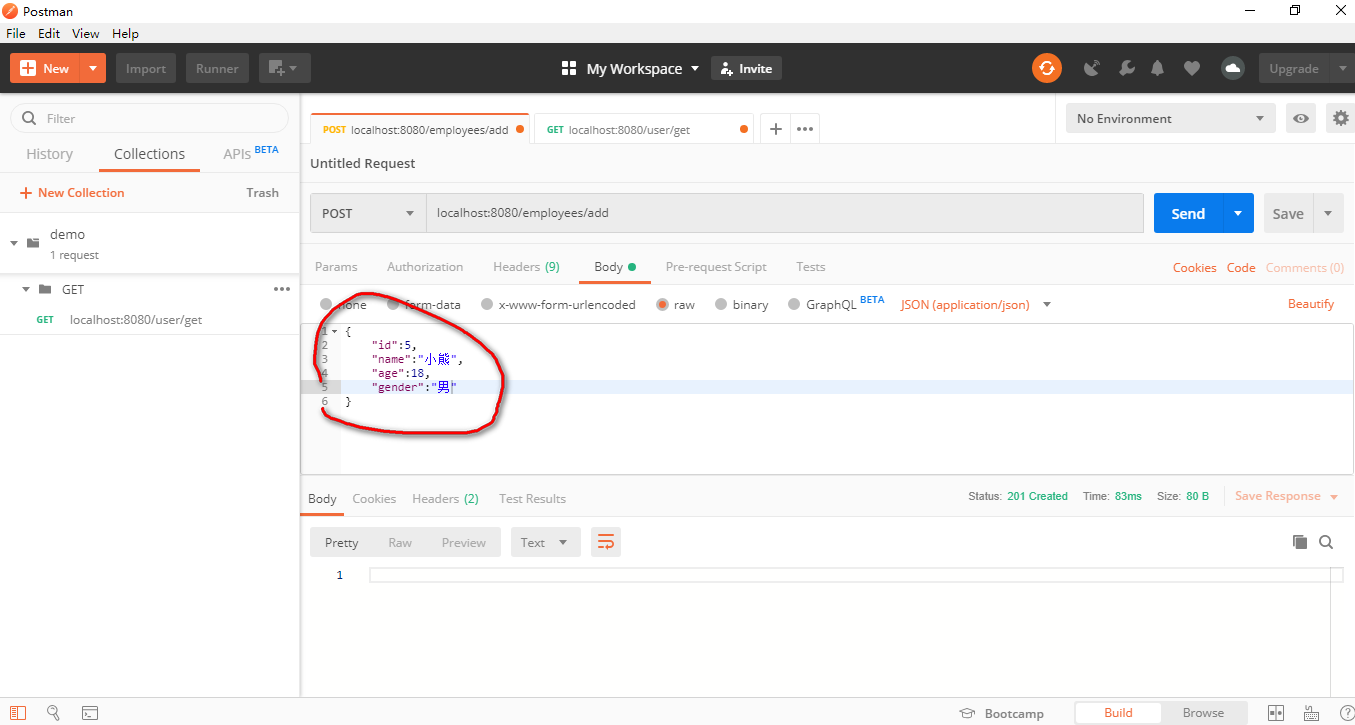 Postman
File Edit View Help
New Import Runner My Workspace Invite Upgrade
Filter
History Collections APIs BETA
New Collection Trash
demo
1 request
GET
GET localhost:8080/user/get
POST localhost:8080/employees/add GET localhost:8080/user/get No Environment
Untitled Request
POST localhost:8080/employees/add Send Save
Params Authorization Headers (9) Body Pre-request Script Tests Cookies Code Comments (0)
none form-data x-www-form-urlencoded raw binary GraphQL BETA JSON (application/json) Beautify
1 {
2 "id":5,
3 "name":"小熊",
4 "age":18,
5 "gender":"男"
6 }
Body Cookies Headers (2) Test Results Status: 201 Created Time: 83ms Size: 80 B Save Response
Pretty Raw Preview Text
1
Bootcamp Build Browse